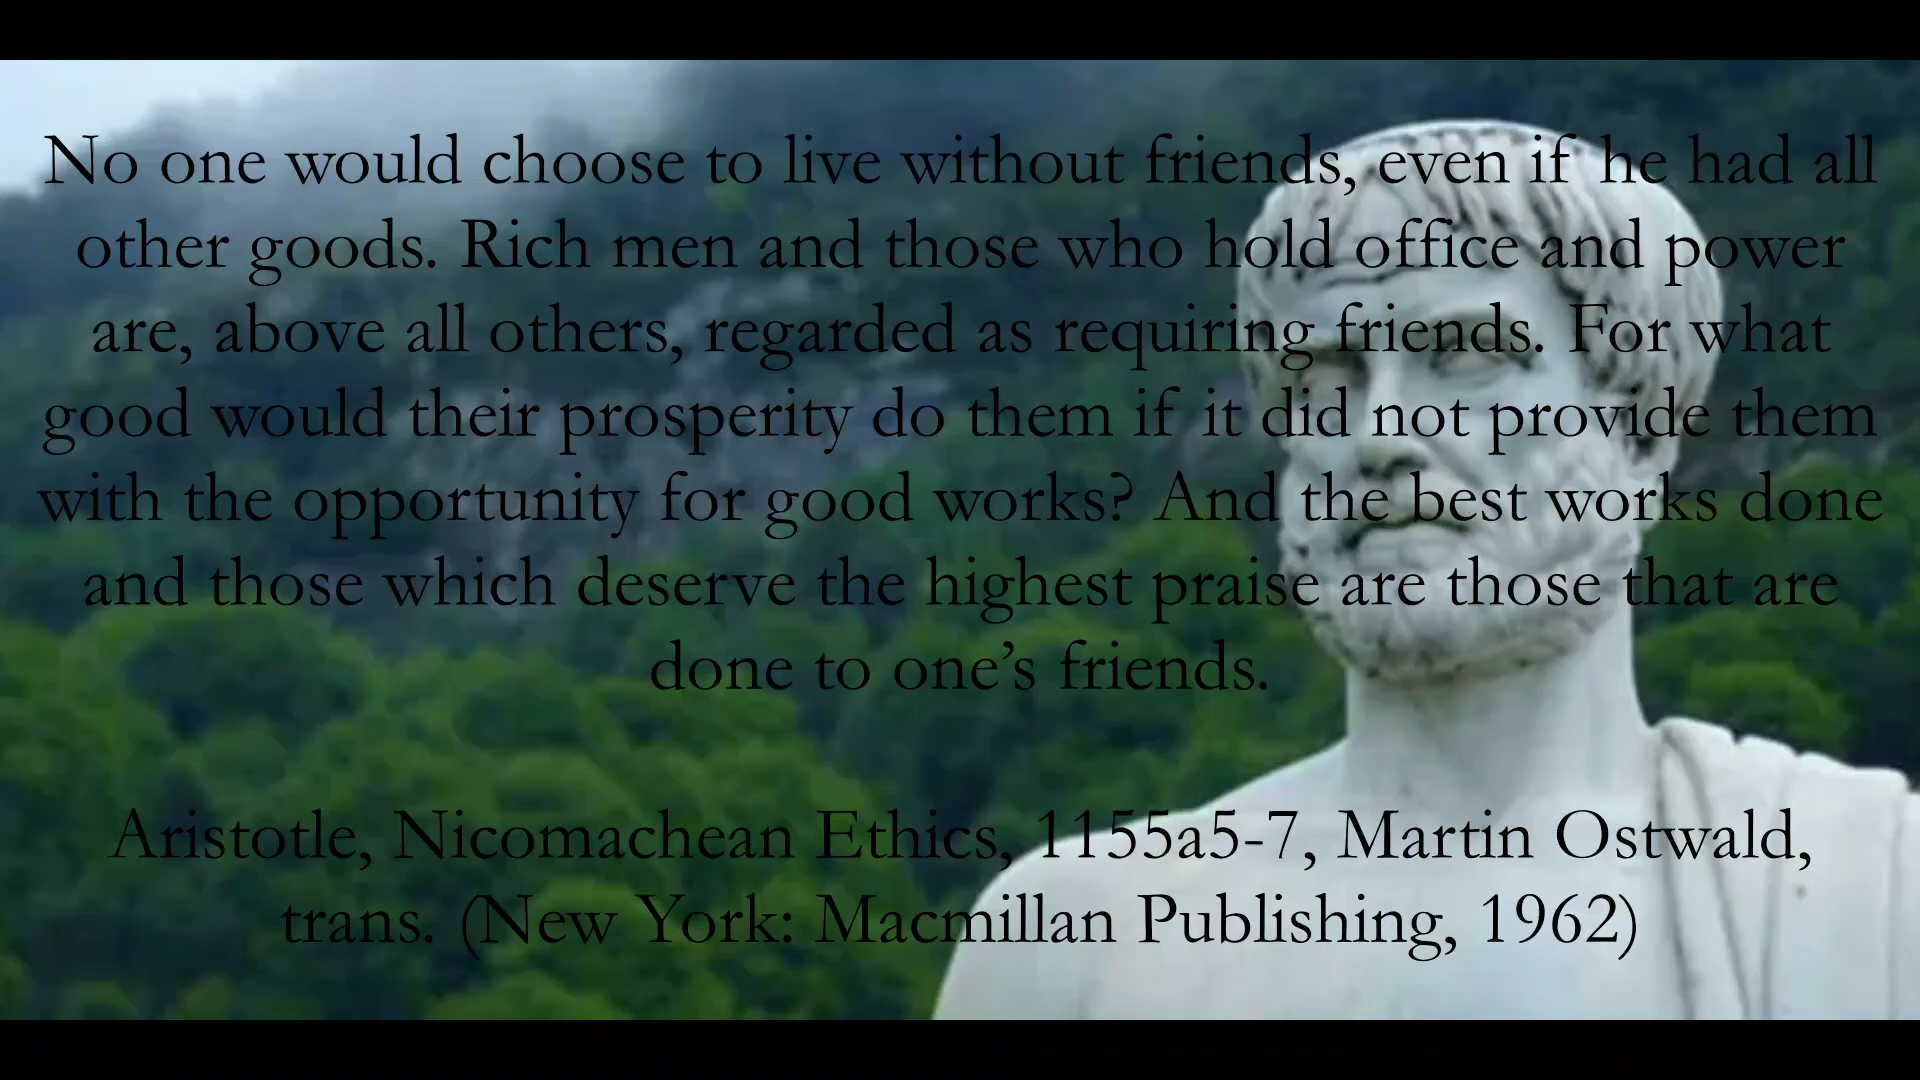 No one would choose to live without friends, even if he had all
other goods. Rich men and those who hold office and power
are, above all others, regarded as requiring friends. For what
good would their prosperity do them if it did not provide them
with the opportunity for good works? And the best works done
and those which deserve the highest praise are those that are
done to one’s friends.
Aristotle, Nicomachean Ethics, 1155a5-7, Martin Ostwald,
trans. (New York: Macmillan Publishing, 1962)